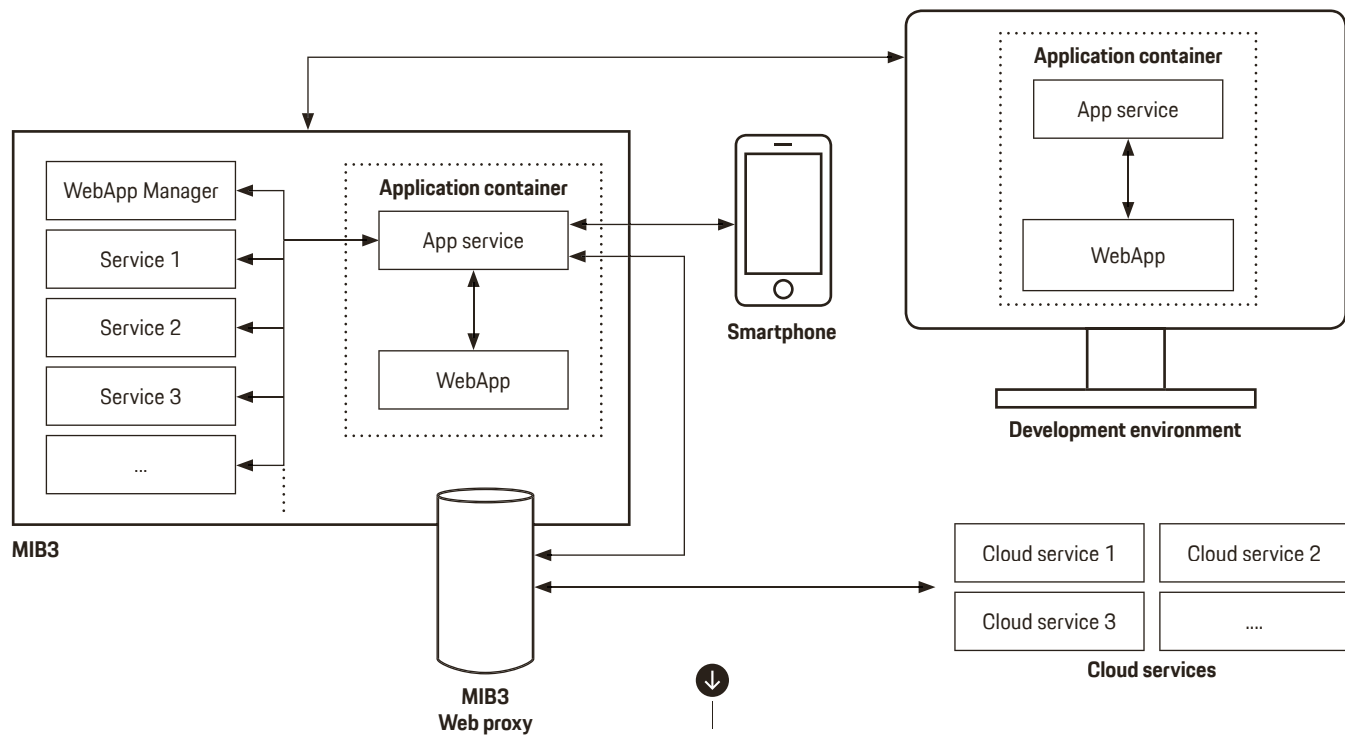 Application container
App service
WebApp
Development environment
WebApp Manager
Service 1
Service 2
Service 3
...
Application container
App service
WebApp
MIB3
Smartphone
MIB3
Web proxy
Cloud service 1
Cloud service 2
Cloud service 3
....
Cloud services